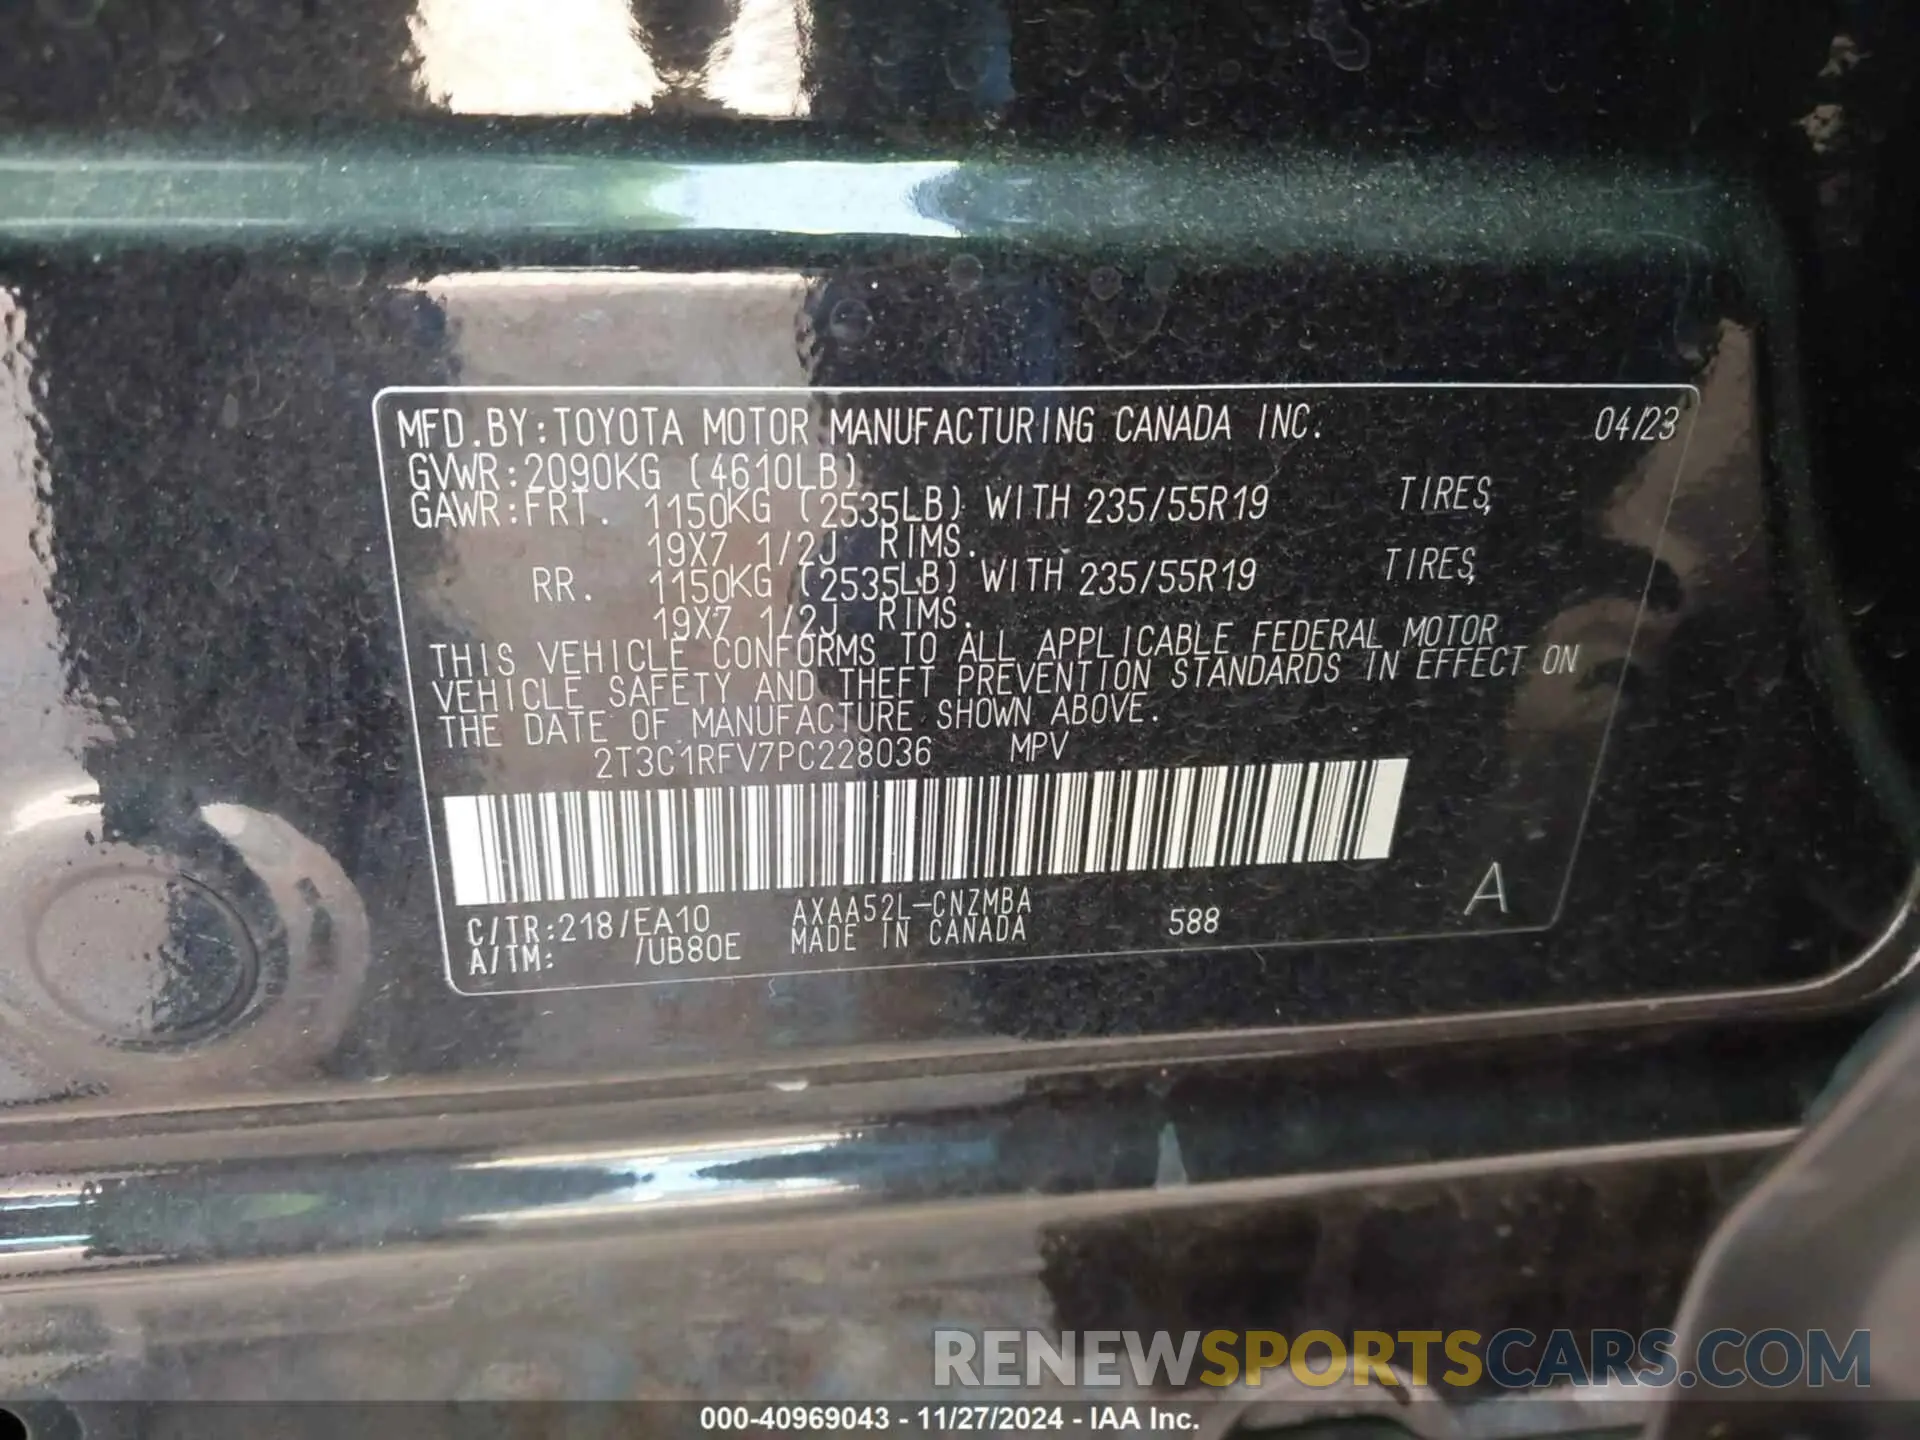 MFD.BY:TOYOTA MOTOR MANUFACTURING CANADA INC. 04/23
GVWR:2090KG (4610LB)
GAWR:FRT. 1150KG (2535LB) WITH 235/55R19 TIRES,
19X7 1/2J RIMS.
RR. 1150KG (2535LB) WITH 235/55R19 TIRES,
19X7 1/2J RIMS.
THIS VEHICLE CONFORMS TO ALL APPLICABLE FEDERAL MOTOR
VEHICLE SAFETY AND THEFT PREVENTION STANDARDS IN EFFECT ON
THE DATE OF MANUFACTURE SHOWN ABOVE.
2T3C1RFV7PC228036 MPV
A
C/TR:218/EA10 AXAA52L-CNZMBA 588
A/TM: /UB80E MADE IN CANADA
RENEWSPORTSCARS.COM
000-40969043 - 11/27/2024 - IAA Inc.